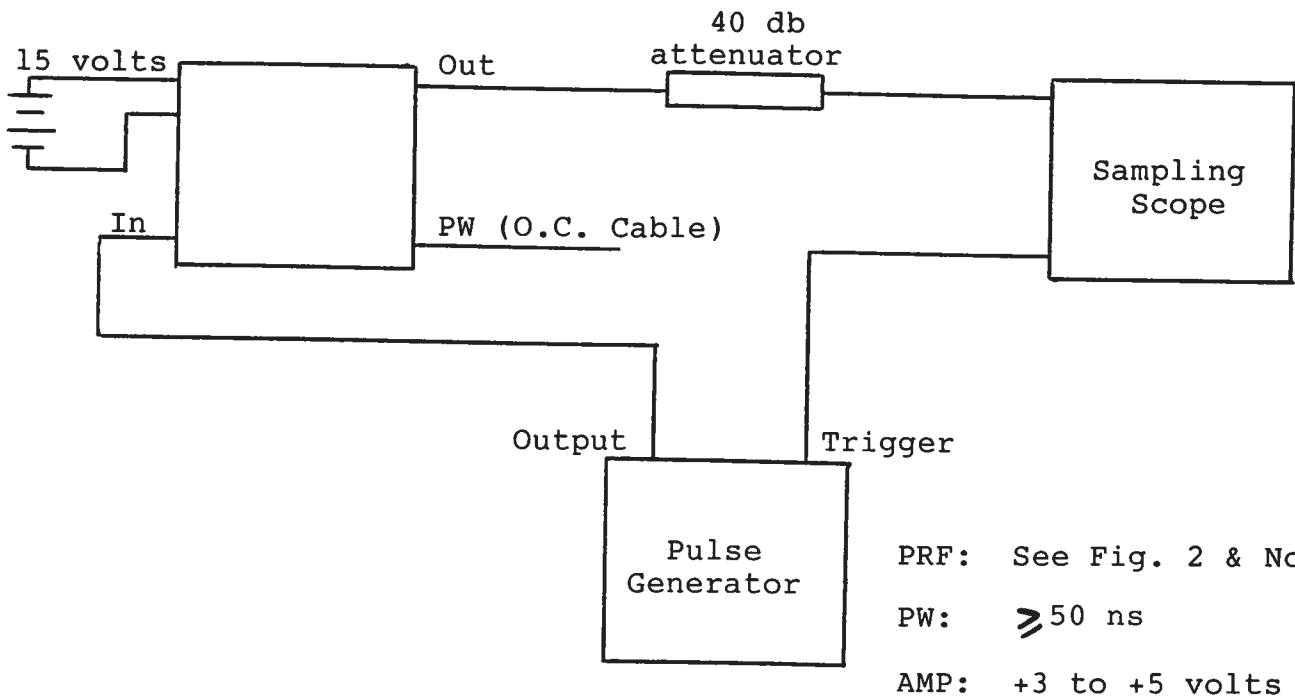 40 db
attenuator
15 volts
Out
Sampling
Scope
In
PW (O.C. Cable)
Output
Trigger
Pulse
Generator
PRF: See Fig. 2 &
PW: ⩾50 ns
AMP: +3 to +5 volts